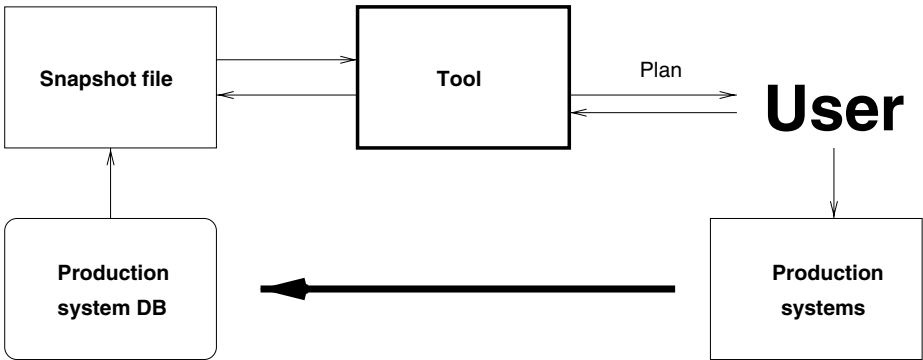 Snapshot file
Tool
Plan
User
Production
system DB
Production
systems